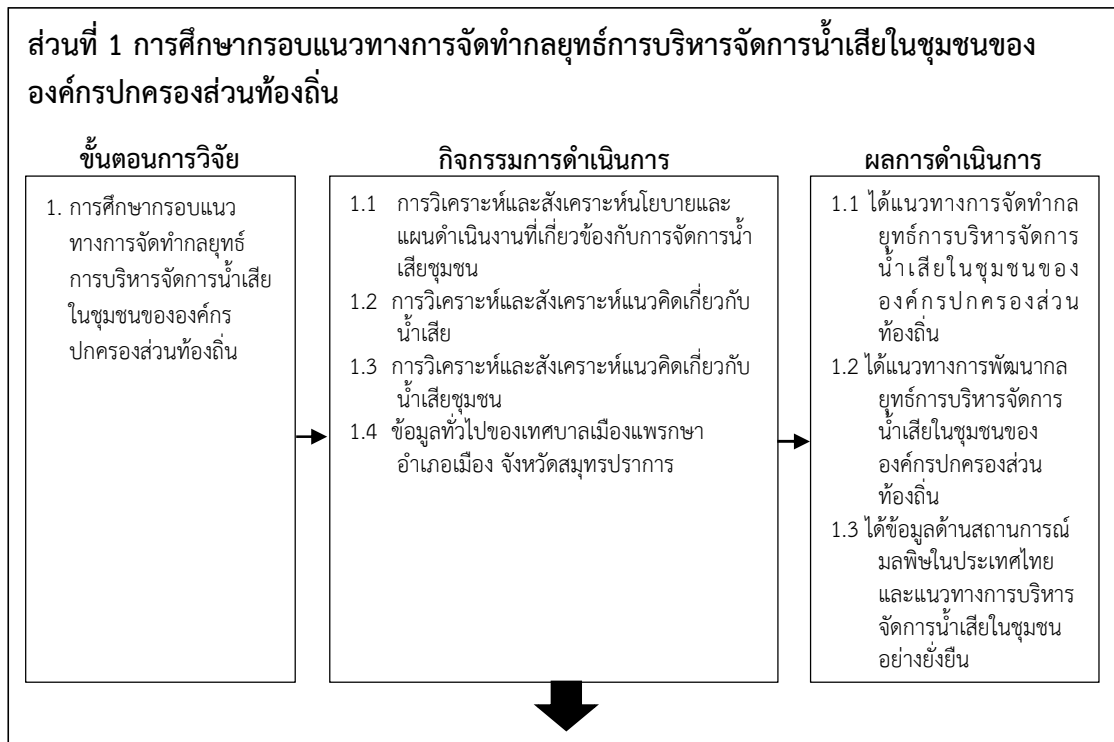 ส่วนที่ 1 การศึกษากรอบแนวทางการจัดทำกลยุทธ์การบริหารจัดการน้ำเสียในชุมชนของ
องค์กรปกครองส่วนท้องถิ่น
ขั้นตอนการวิจัย
1. การศึกษากรอบแนว
ทางการจัดทำกลยุทธ์
การบริหารจัดการน้ำเสีย
ในชุมชนขององค์กร
ปกครองส่วนท้องถิ่น
กิจกรรมการดำเนินการ
1.1 การวิเคราะห์และสังเคราะห์นโยบายและ
แผนดำเนินงานที่เกี่ยวข้องกับการจัดการน้ำ
เสียชุมชน
1.2 การวิเคราะห์และสังเคราะห์แนวคิดเกี่ยวกับ
น้ำเสีย
1.3 การวิเคราะห์และสังเคราะห์แนวคิดเกี่ยวกับ
น้ำเสียชุมชน
1.4 ข้อมูลทั่วไปของเทศบาลเมืองแพรกษา
อำเภอเมือง จังหวัดสมุทรปราการ
ผลการดำเนินการ
1.1 ได้แนวทางการจัดทำกล
ยุทธ์การบริหารจัดการ
น้ำเสียในชุมชนของ
องค์กรปกครองส่วน
ท้องถิ่น
1.2 ได้แนวทางการพัฒนากล
ยุทธ์การบริหารจัดการ
น้ำเสียในชุมชนของ
องค์กรปกครองส่วน
ท้องถิ่น
1.3 ได้ข้อมูลด้านสถานการณ์
มลพิษในประเทศไทย
และแนวทางการบริหาร
จัดการน้ำเสียในชุมชน
อย่างยั่งยืน